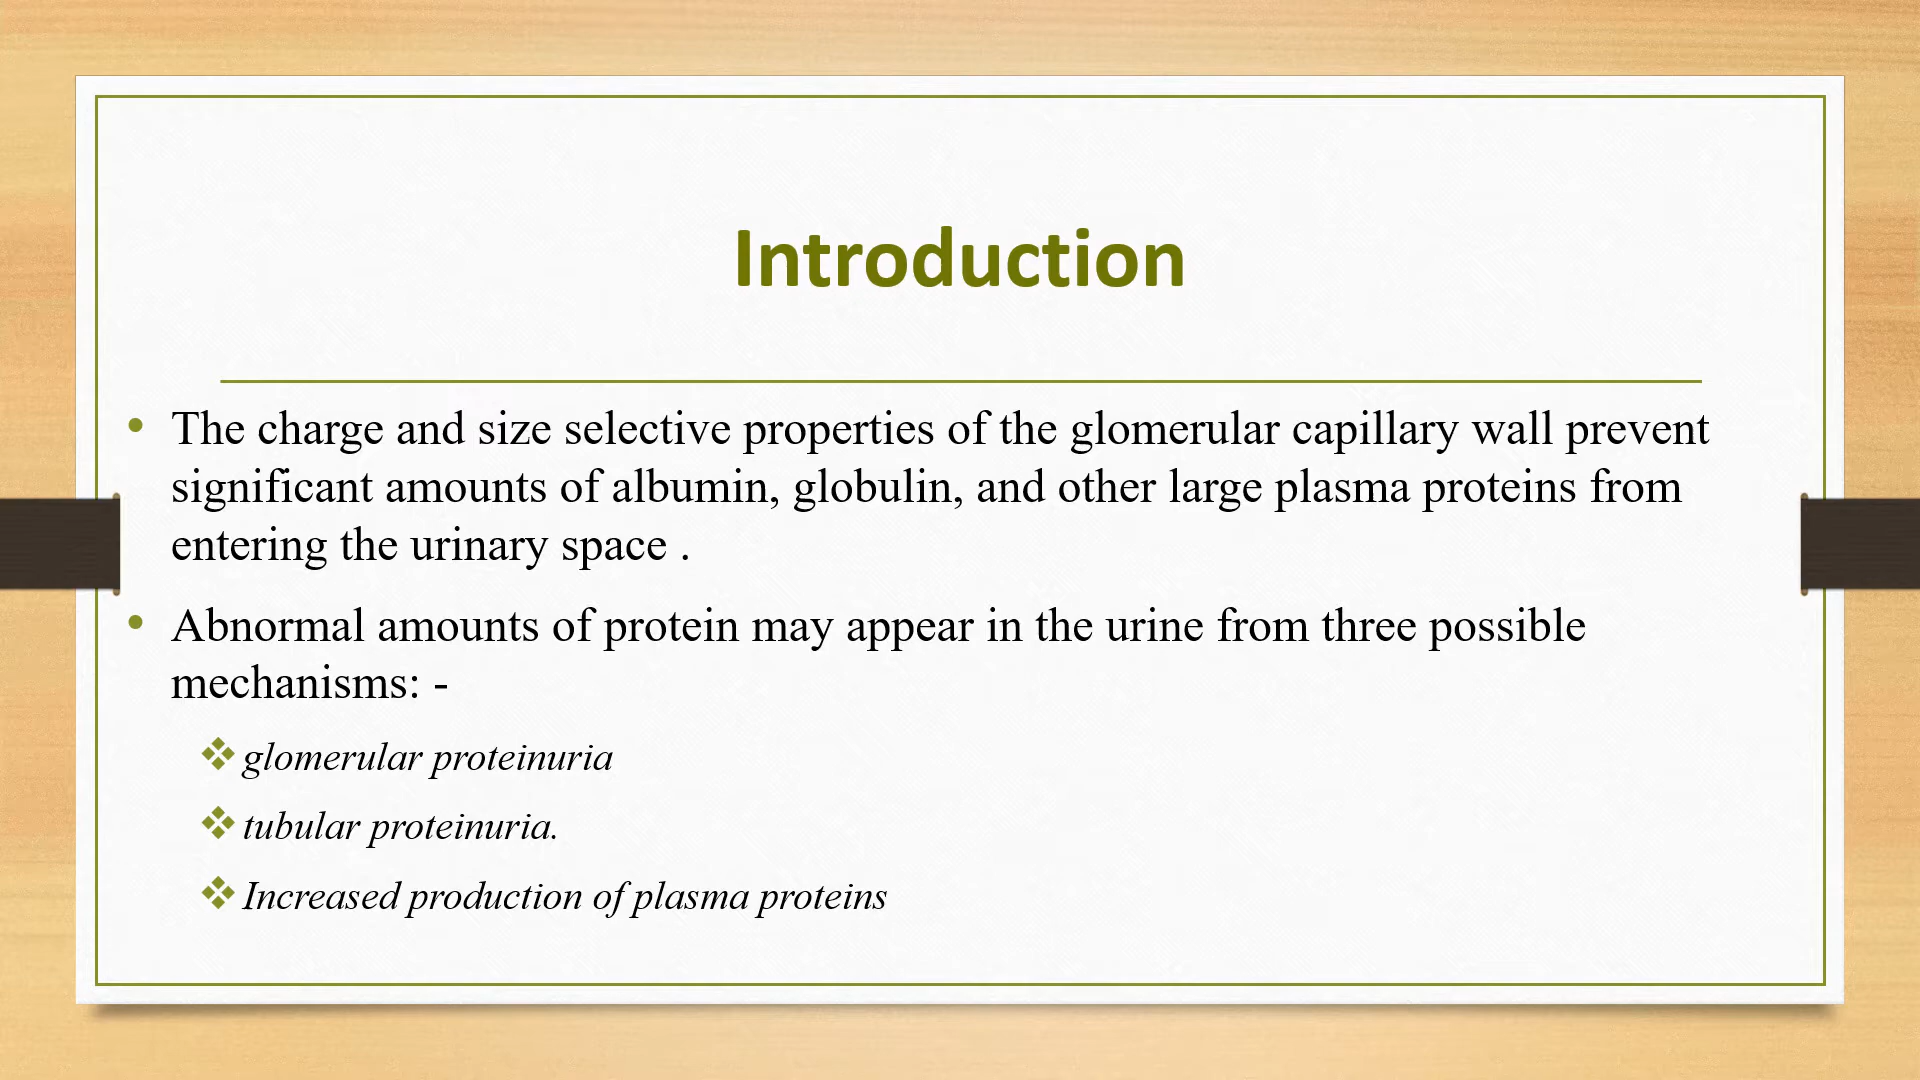 Introduction
• The charge and size selective properties of the glomerular capillary wall prevent
significant amounts of albumin, globulin, and other large plasma proteins from
entering the urinary space .
• Abnormal amounts of protein may appear in the urine from three possible
mechanisms: -
❖ glomerular proteinuria
❖ tubular proteinuria.
❖ Increased production of plasma proteins